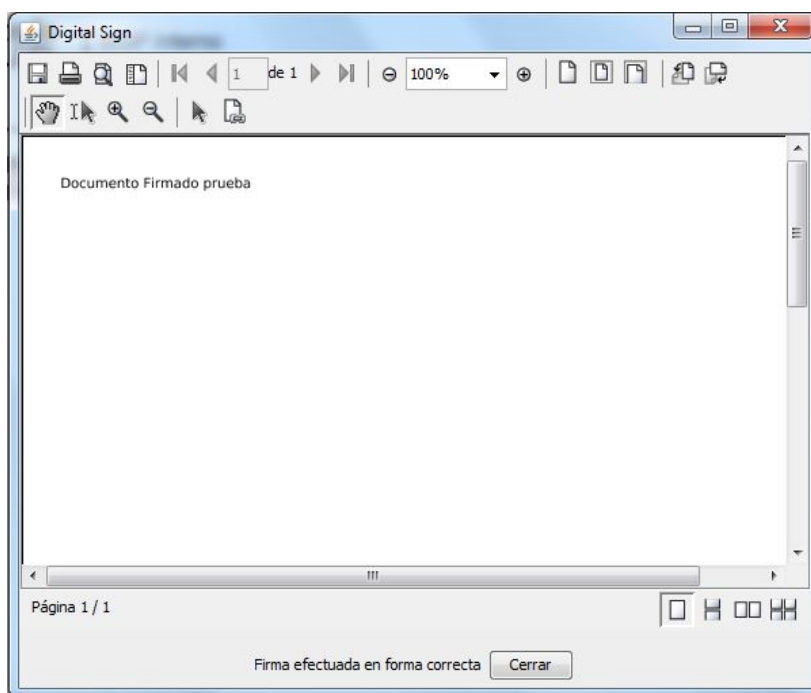 Digital Sign
1 de 1 100%
Documento Firmado prueba
Página 1 / 1
Firma efectuada en forma correcta Cerrar